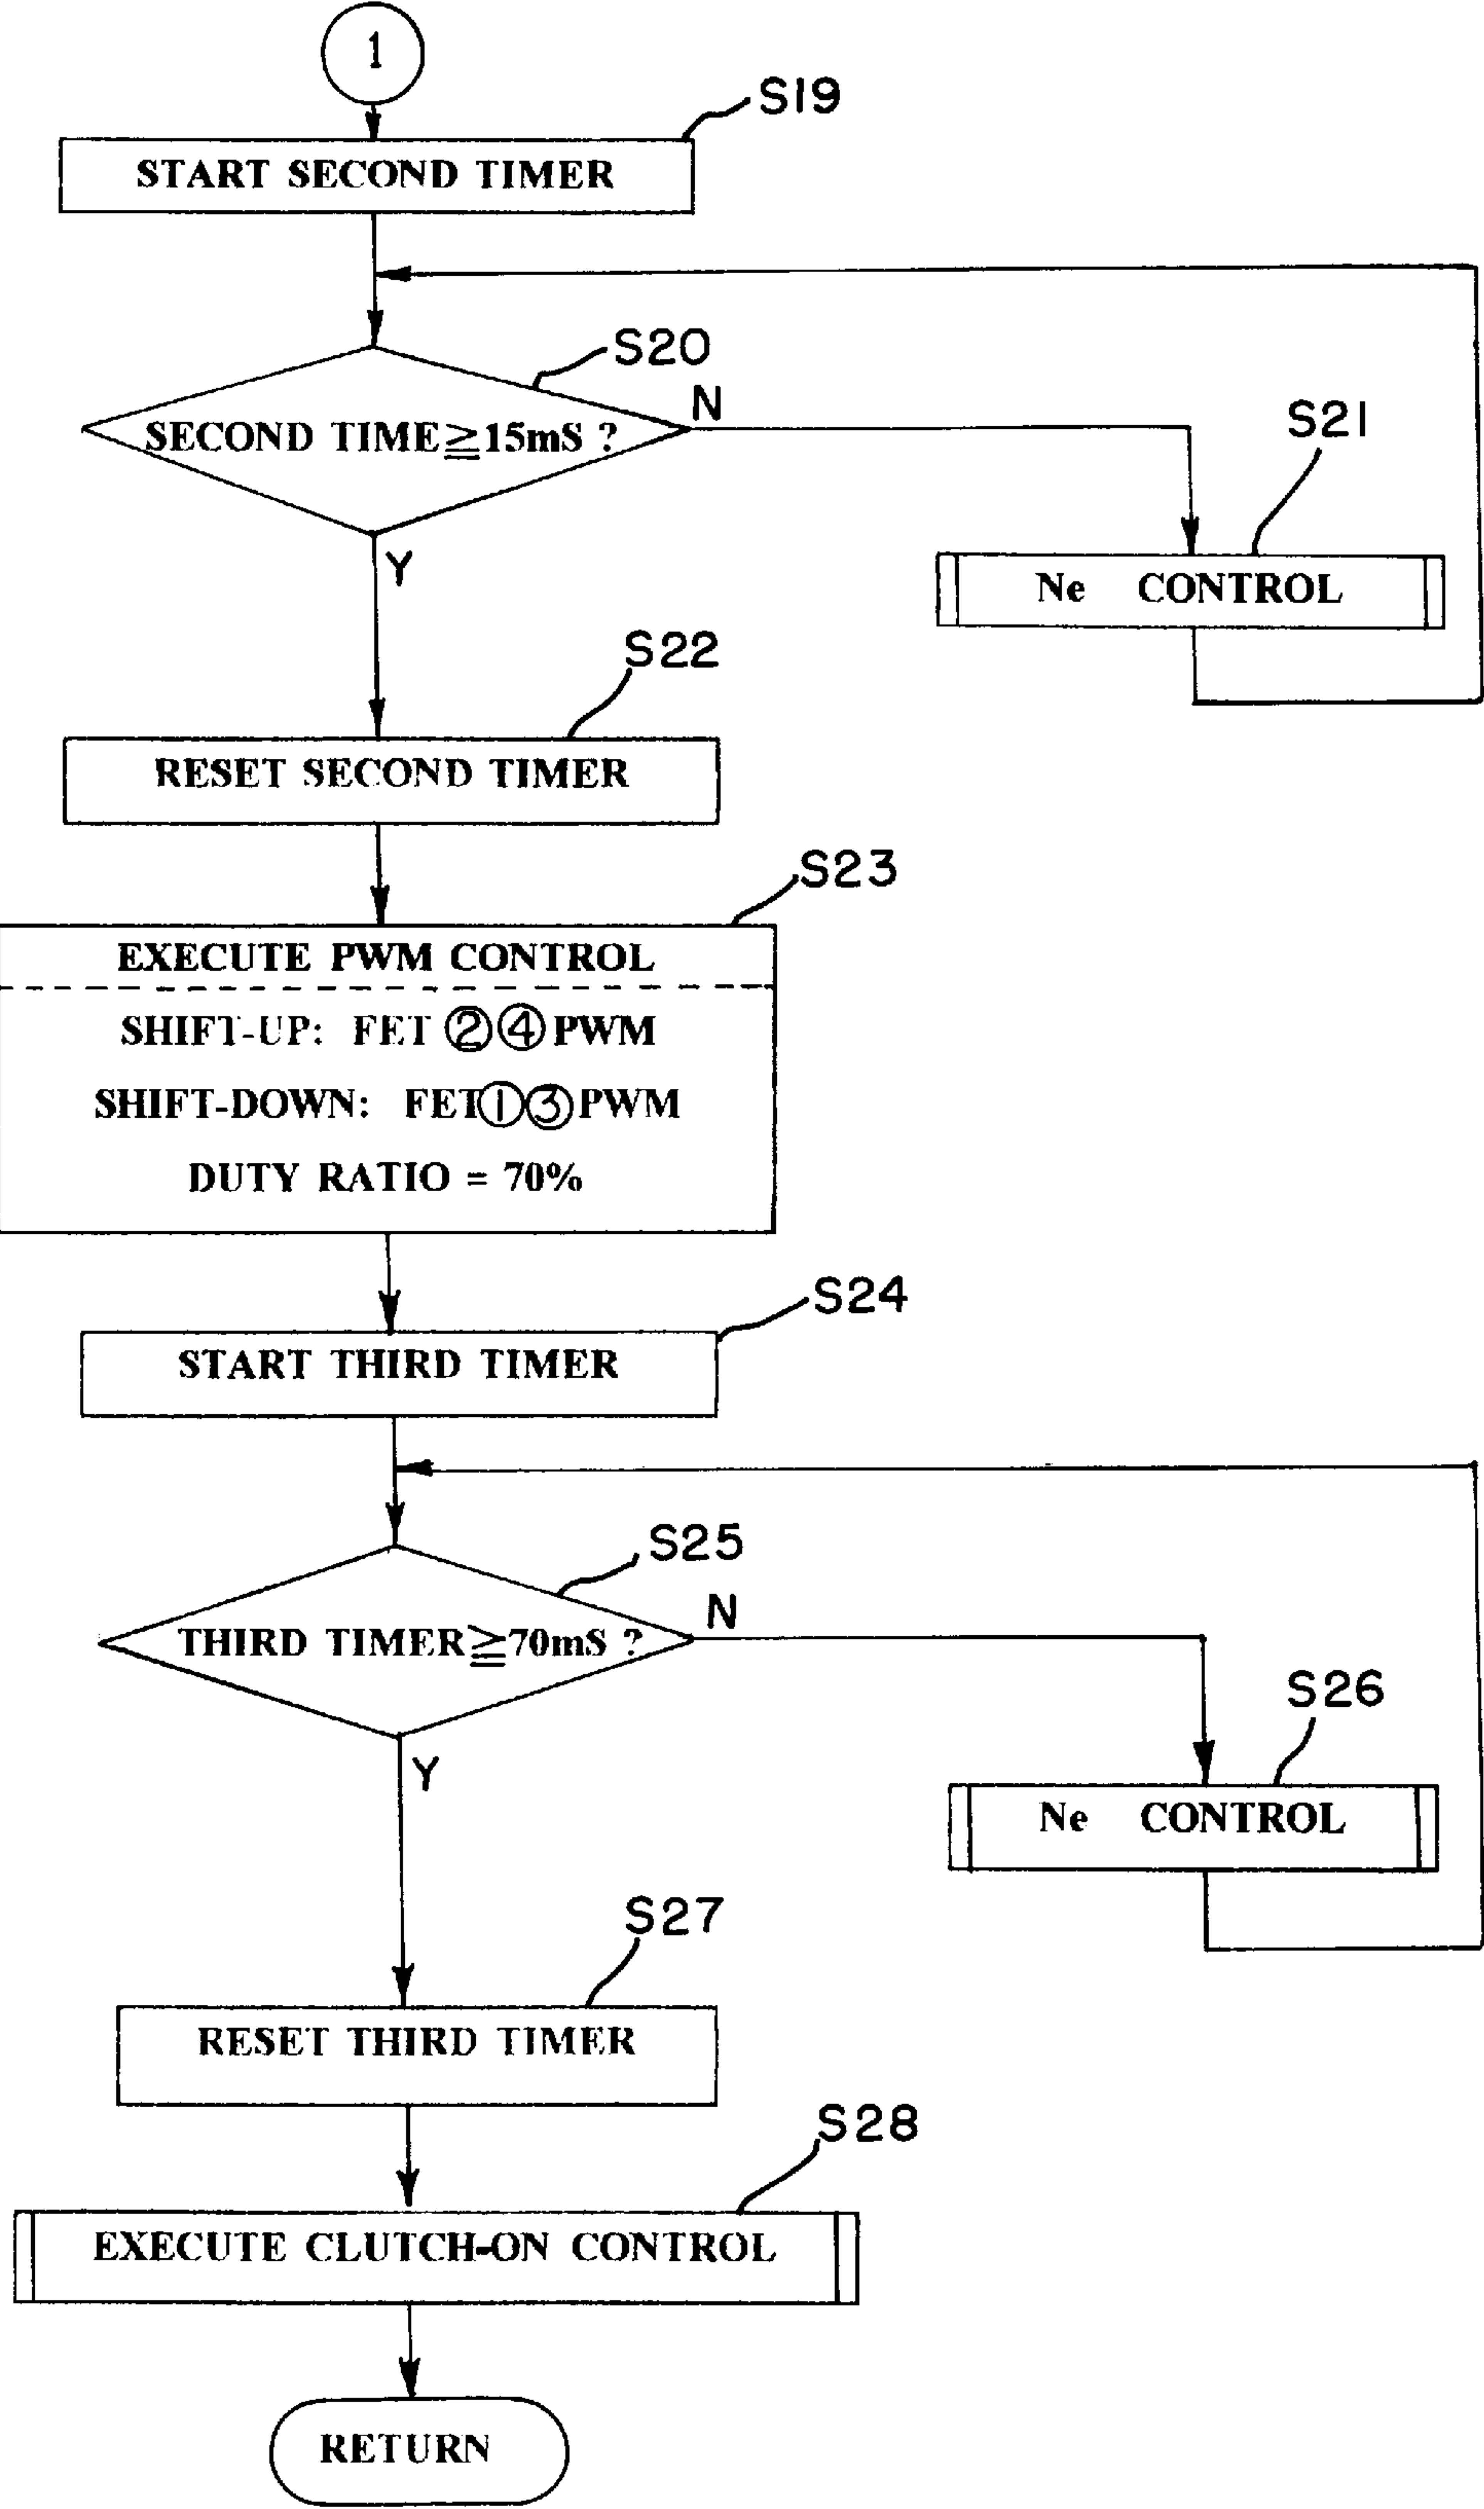 1
S19
START SECOND TIMER
S20
N
SECOND TIME≧15mS ?
S21
Y
Ne CONTROL
S22
RESET SECOND TIMER
S23
EXECUTE PWM CONTROL
SHIFT-UP: FET ②④ PWM
SHIFT-DOWN: FET①③PWM
DUTY RATIO = 70%
S24
START THIRD TIMER
S25
N
THIRD TIMER≧70mS ?
S26
Y
Ne CONTROL
S27
RESET THIRD TIMER
S28
EXECUTE CLUTCH-ON CONTROL
RETURN